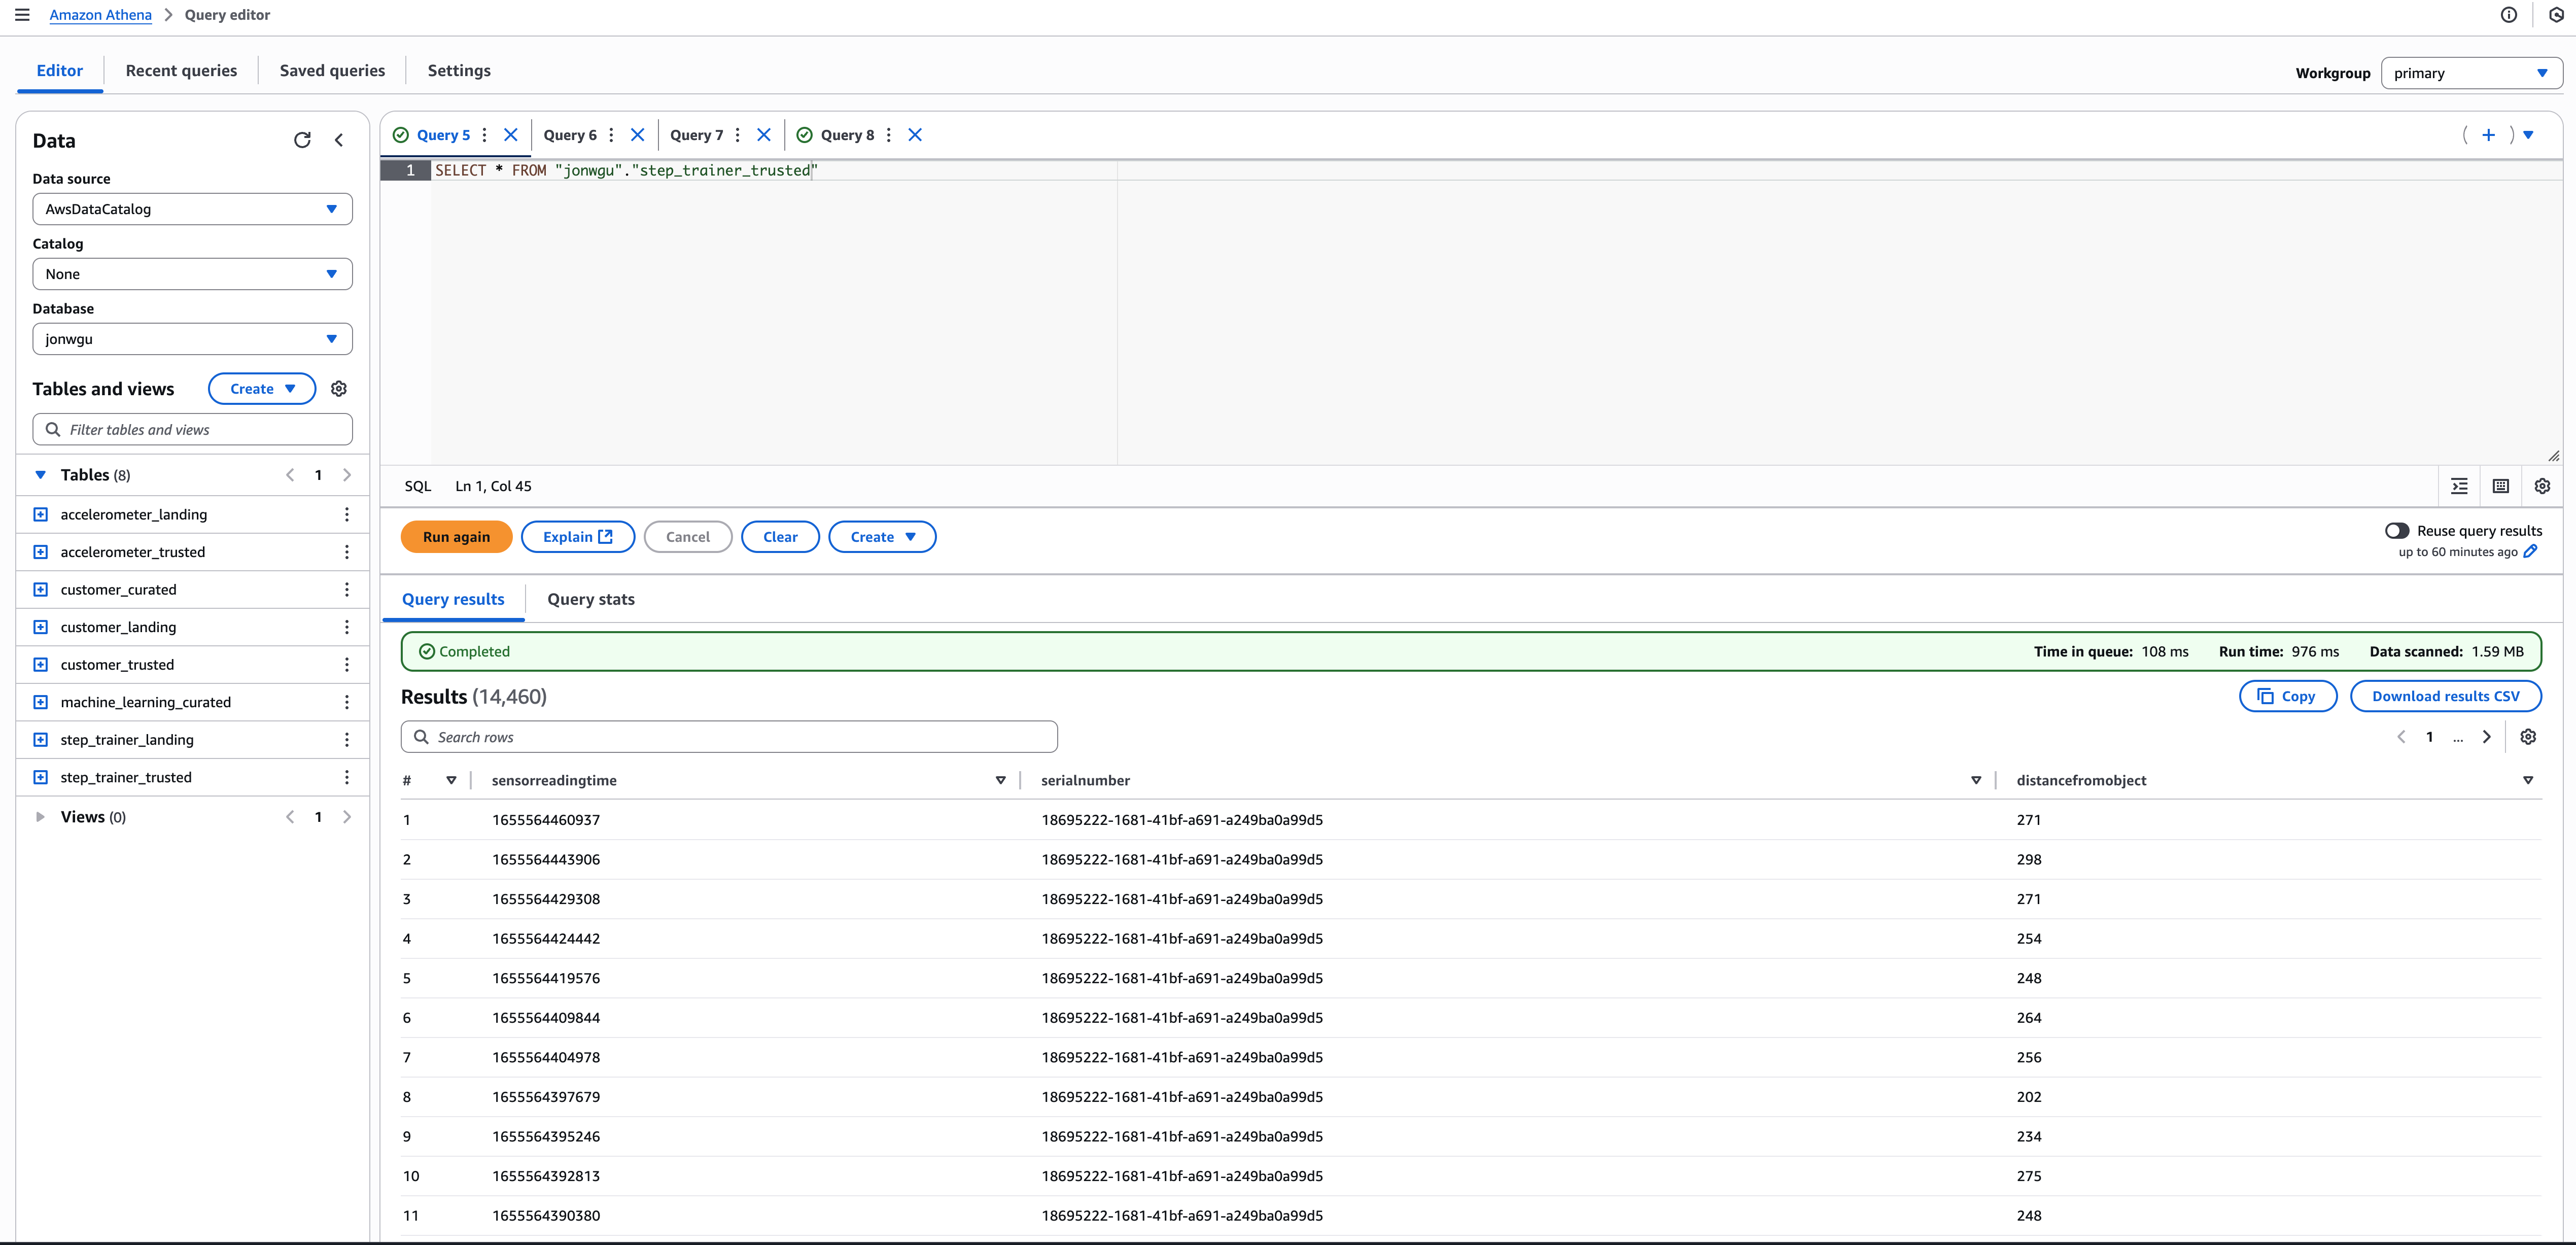 Amazon Athena > Query editor
Editor
Recent queries
Saved queries
Settings
Workgroup
primary
Data
Data source
AwsDataCatalog
Catalog
None
Database
jonwgu
Tables and views
Create
Filter tables and views
Tables (8)
1
accelerometer_landing
accelerometer_trusted
customer_curated
customer_landing
customer_trusted
machine_learning_curated
step_trainer_landing
step_trainer_trusted
Views (0)
1
Query 5
Query 6
Query 7
Query 8
1 SELECT * FROM "jonwgu"."step_trainer_trusted"
SQL Ln 1, Col 45
Run again
Explain
Cancel
Clear
Create
Reuse query results
up to 60 minutes ago
Query results
Query stats
Completed
Time in queue: 108 ms Run time: 976 ms Data scanned: 1.59 MB
Results (14,460)
Copy
Download results CSV
Search rows
1 ...
# sensorreadingtime serialnumber distancefromobject
1 1655564460937 18695222-1681-41bf-a691-a249ba0a99d5 271
2 1655564443906 18695222-1681-41bf-a691-a249ba0a99d5 298
3 1655564429308 18695222-1681-41bf-a691-a249ba0a99d5 271
4 1655564424442 18695222-1681-41bf-a691-a249ba0a99d5 254
5 1655564419576 18695222-1681-41bf-a691-a249ba0a99d5 248
6 1655564409844 18695222-1681-41bf-a691-a249ba0a99d5 264
7 1655564404978 18695222-1681-41bf-a691-a249ba0a99d5 256
8 1655564397679 18695222-1681-41bf-a691-a249ba0a99d5 202
9 1655564395246 18695222-1681-41bf-a691-a249ba0a99d5 234
10 1655564392813 18695222-1681-41bf-a691-a249ba0a99d5 275
11 1655564390380 18695222-1681-41bf-a691-a249ba0a99d5 248